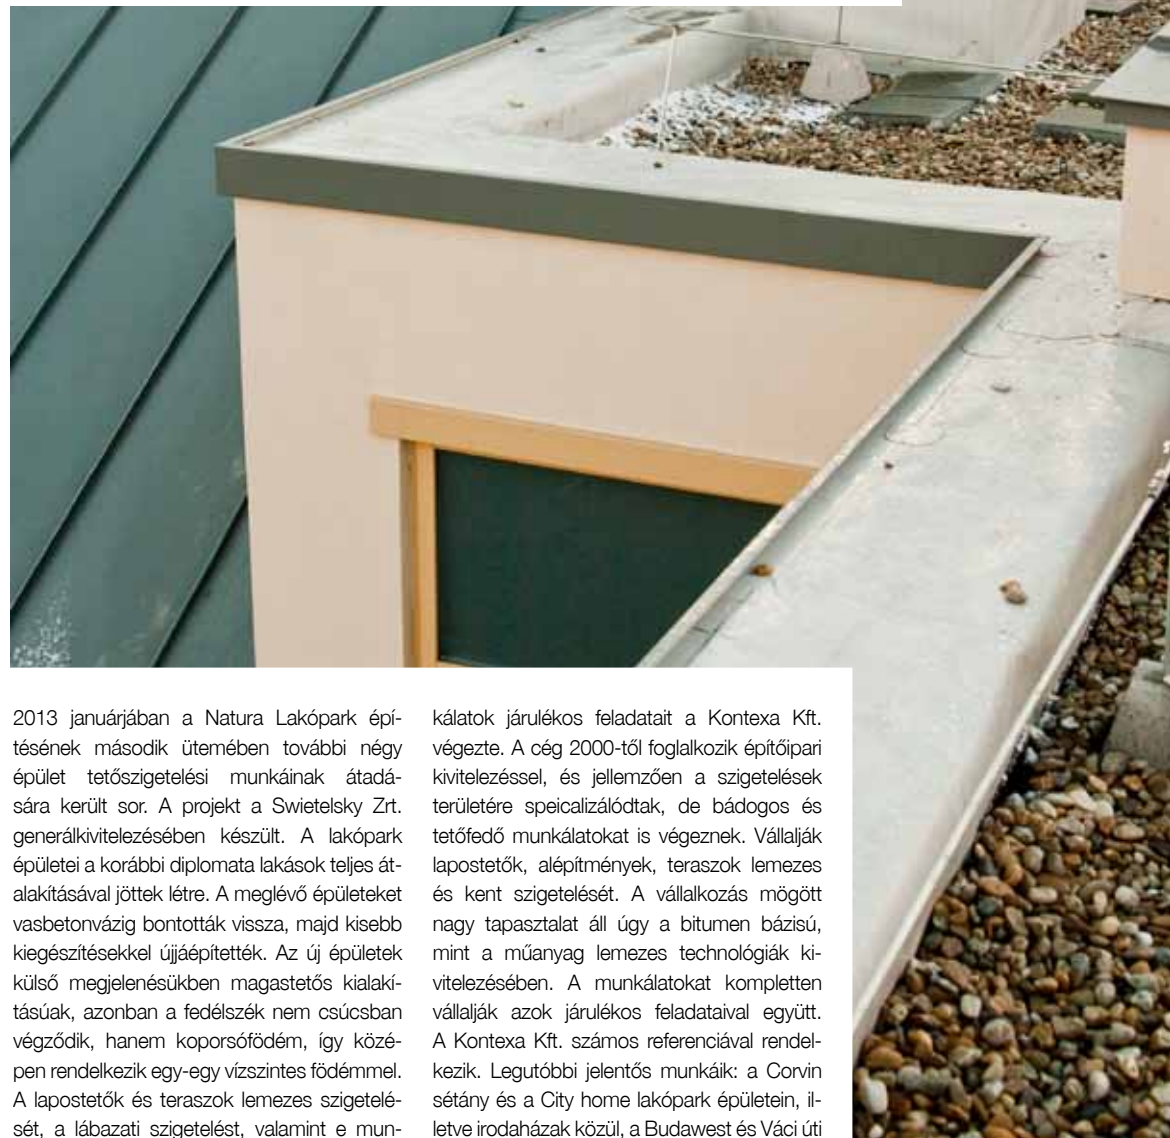 2013 januárjában a Natura Lakópark épí-
tésének második ütemében további négy
épület tetőszigetelési munkáinak átadá-
sára került sor. A projekt a Swietelsky Zrt.
generálkivitelezésében készült. A lakópark
épületei a korábbi diplomata lakások teljes át-
alakításával jöttek létre. A meglévő épületeket
vasbetonvázig bontották vissza, majd kisebb
kiegészítésekkel újjáépítették. Az új épületek
külső megjelenésükben magastetős kialakí-
tásúak, azonban a fedélszék nem csúcsban
végződik, hanem koporsófödém, így közé-
pen rendelkezik egy-egy vízszintes födémmel.
A lapostetők és teraszok lemezes szigetelé-
sét, a lábazati szigetelést, valamint e mun-
kálatok járulékos feladatait a Kontexa Kft.
végezte. A cég 2000-től foglalkozik építőipari
kivitelezéssel, és jellemzően a szigetelések
területére speicalizálódtak, de bádogos és
tetőfedő munkálatokat is végeznek. Vállalják
lapostetők, alépítmények, teraszok lemezes
és kent szigetelését. A vállalkozás mögött
nagy tapasztalat áll úgy a bitumen bázisú,
mint a műanyag lemezes technológiák ki-
vitelezésében. A munkálatokat kompletten
vállalják azok járulékos feladataival együtt.
A Kontexa Kft. számos referenciával rendel-
kezik. Legutóbbi jelentős munkáik: a Corvin
sétány és a City home lakópark épületein, il-
letve irodaházak közül, a Budawest és Váci úti